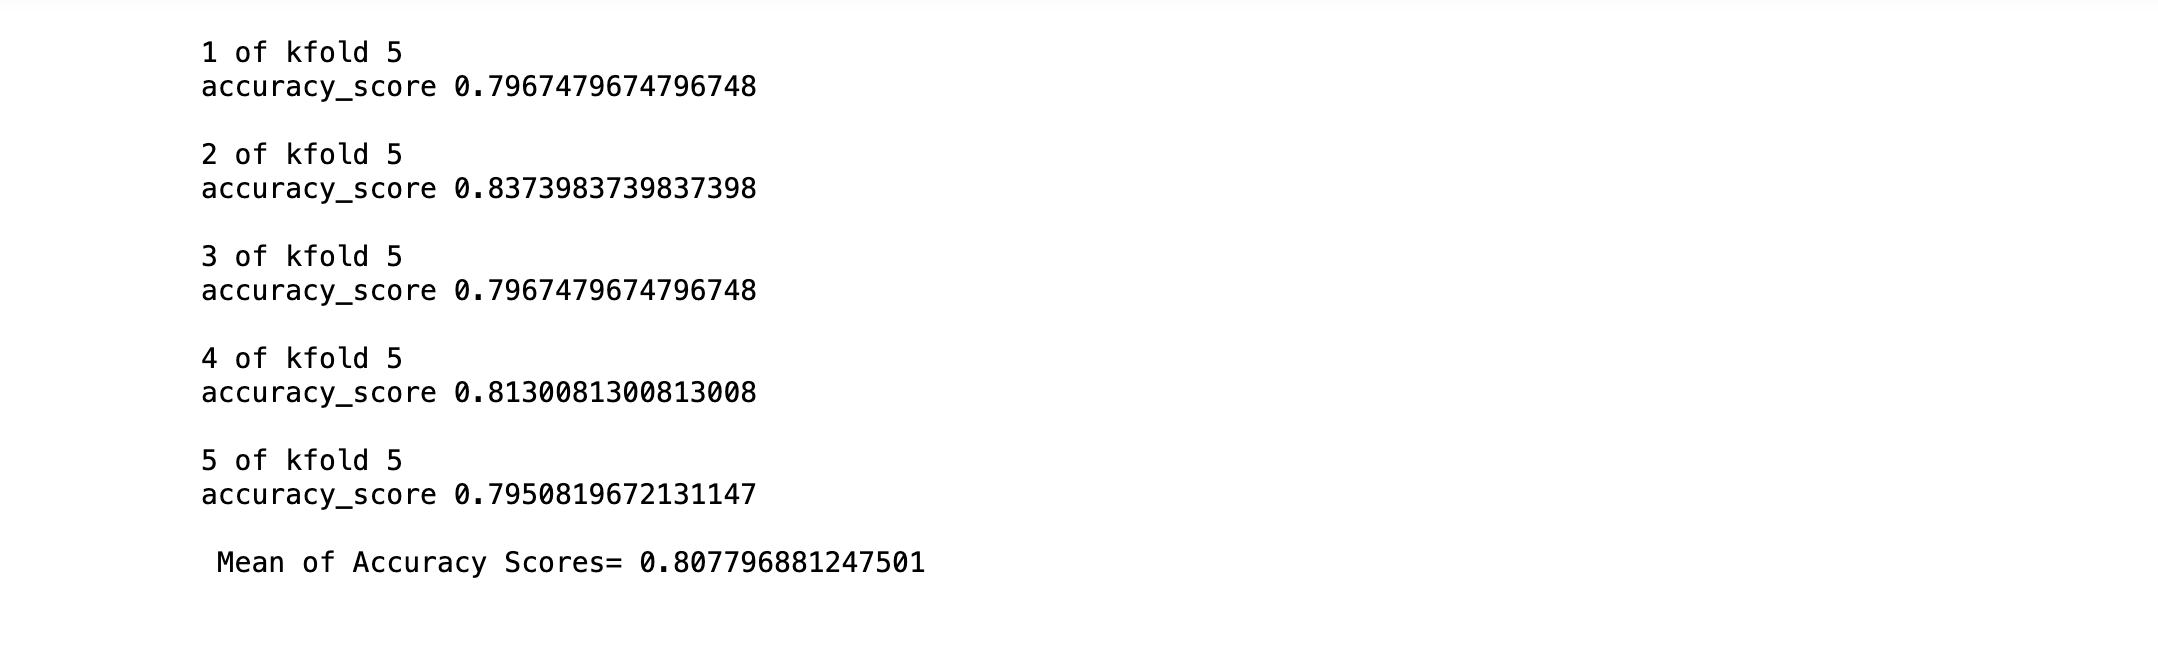 1 of kfold 5
accuracy_score 0.7967479674796748
2 of kfold 5
accuracy_score 0.8373983739837398
3 of kfold 5
accuracy_score 0.7967479674796748
4 of kfold 5
accuracy_score 0.8130081300813008
5 of kfold 5
accuracy_score 0.7950819672131147
Mean of Accuracy Scores= 0.807796881247501